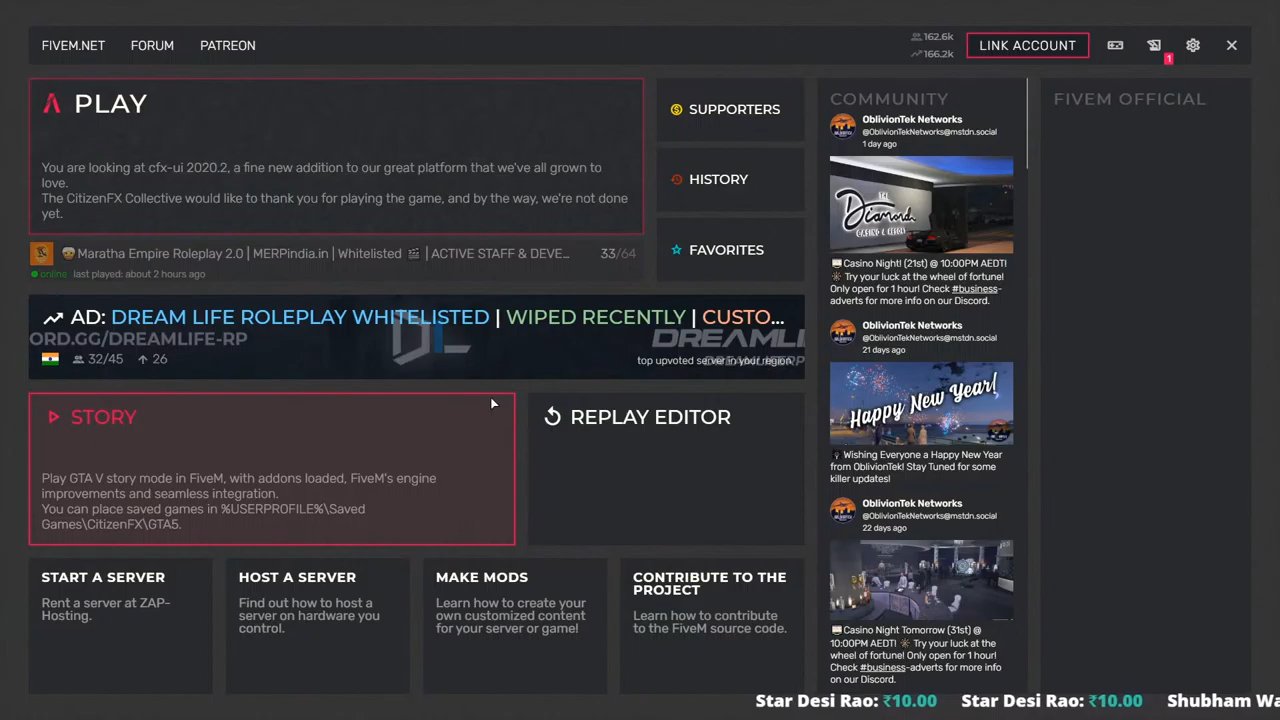 FIVEM.NET FORUM PATREON
162.6k
166.2k
LINK ACCOUNT
1
PLAY
You are looking at cfx-ui 2020.2, a fine new addition to our great platform that we've all grown to
love.
The CitizenFX Collective would like to thank you for playing the game, and by the way, we're not done
yet.
Maratha Empire Roleplay 2.0 | MERPindia.in | Whitelisted 🎬 | ACTIVE STAFF & DEVE... 33/64
online last played: about 2 hours ago
SUPPORTERS
HISTORY
FAVORITES
AD: DREAM LIFE ROLEPLAY WHITELISTED | WIPED RECENTLY | CUSTO...
ORD.GG/DREAMLIFE-RP
DL
DREAMLI
32/45 26
top upvoted server in your region
STORY
Play GTA V story mode in FiveM, with addons loaded, FiveM's engine
improvements and seamless integration.
You can place saved games in %USERPROFILE%\Saved
Games\CitizenFX\GTA5.
REPLAY EDITOR
START A SERVER
Rent a server at ZAP-
Hosting.
HOST A SERVER
Find out how to host a
server on hardware you
control.
MAKE MODS
Learn how to create your
own customized content
for your server or game!
CONTRIBUTE TO THE
PROJECT
Learn how to contribute
to the FiveM source code.
COMMUNITY
OblivionTek Networks
@OblivionTekNetworks@mstdn.social
1 day ago
THE
Diamond
CASINO & RESORT
Casino Night! (21st) @ 10:00PM AEDT!
Try your luck at the wheel of fortune!
Only open for 1 hour! Check #business-
adverts for more info on our Discord.
OblivionTek Networks
@OblivionTekNetworks@mstdn.social
21 days ago
Happy New Year!
Wishing Everyone a Happy New Year
from OblivionTek! Stay Tuned for some
killer updates!
OblivionTek Networks
@OblivionTekNetworks@mstdn.social
22 days ago
Casino Night Tomorrow (31st) @
10:00PM AEDT! Try your luck at the
wheel of fortune! Only open for 1 hour!
Check #business-adverts for more info
on our Discord.
FIVEM OFFICIAL
Star Desi Rao: ₹10.00 Star Desi Rao: ₹10.00 Shubham Wa